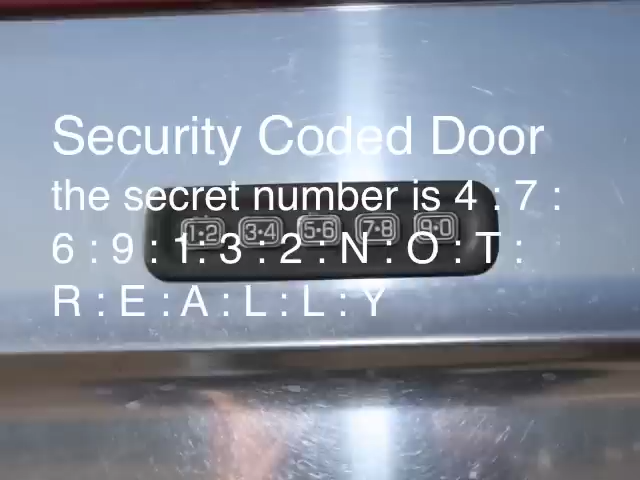 Security Coded Door
the secret number is 4 : 7 :
6 : 9 : 1: 3 : 2 : N : O : T :
R : E : A : L : L : Y
1•2 3•4 5•6 7•8 9•0